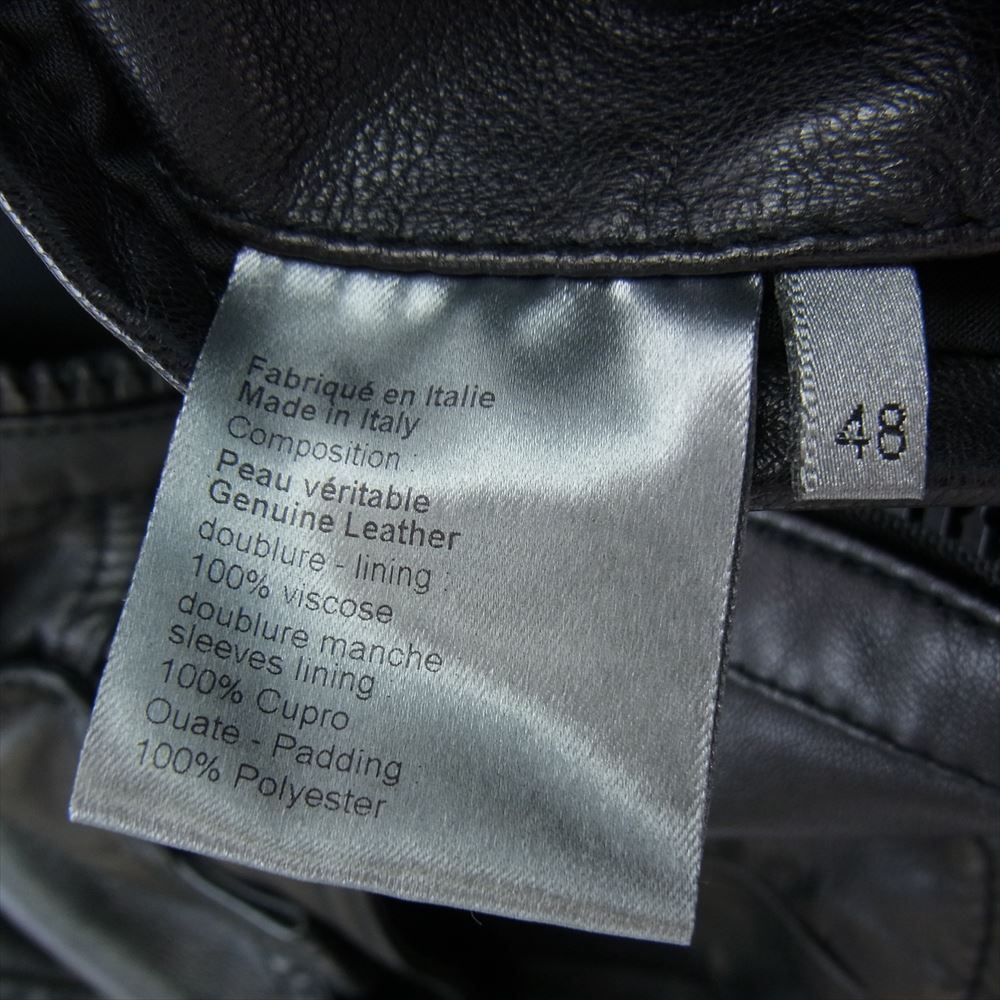 Fabriqué en Italie
Made in Italy
Composition :
Peau véritable
Genuine Leather
doublure - lining :
100% viscose
doublure manche :
sleeves lining :
100% Cupro
Ouate - Padding :
100% Polyester
48